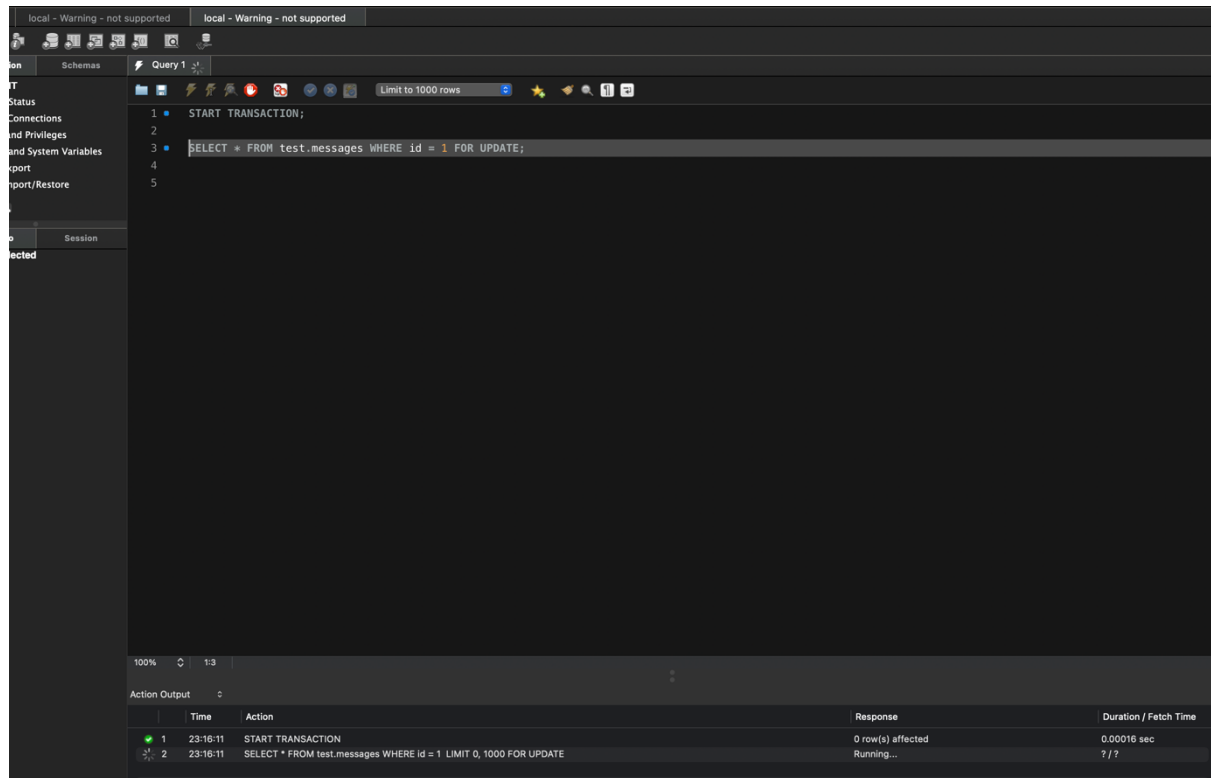 local - Warning - not supported local - Warning - not supported
ion Schemas Query 1
IT
Status
Connections
and Privileges
and System Variables
xport
nport/Restore
Limit to 1000 rows
1 START TRANSACTION;
2
3 SELECT * FROM test.messages WHERE id = 1 FOR UPDATE;
4
5
o Session
lected
100% 1:3
Action Output
Time Action Response Duration / Fetch Time
1 23:16:11 START TRANSACTION 0 row(s) affected 0.00016 sec
2 23:16:11 SELECT * FROM test.messages WHERE id = 1 LIMIT 0, 1000 FOR UPDATE Running... ? / ?